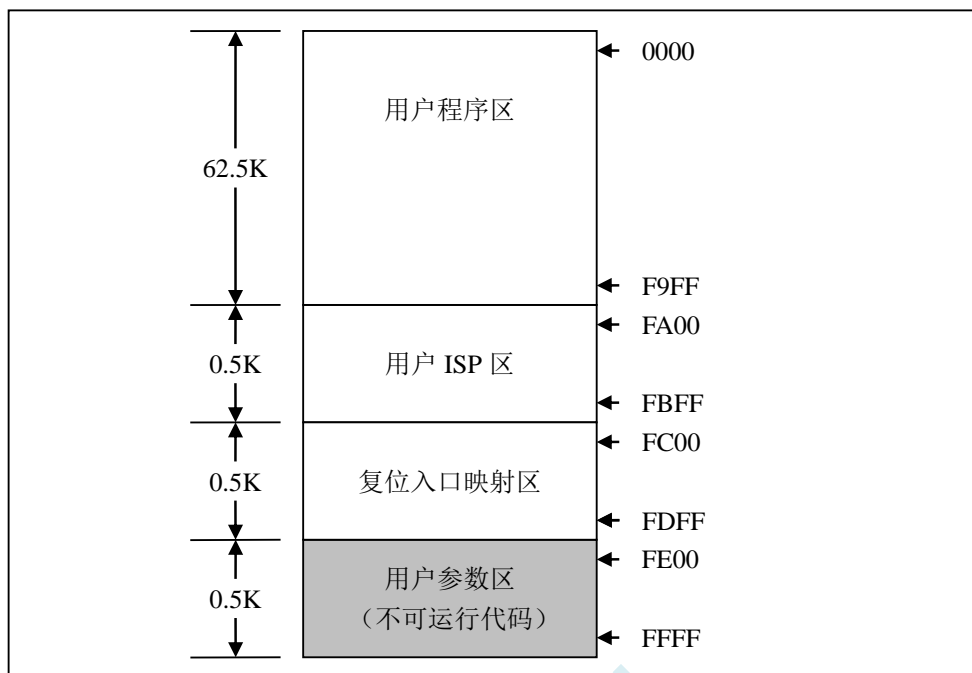 0000
用户程序区
62.5K
F9FF
FA00
用户 ISP 区
0.5K
FBFF
FC00
复位入口映射区
0.5K
FDFF
FE00
用户参数区
0.5K
（不可运行代码）
FFFF